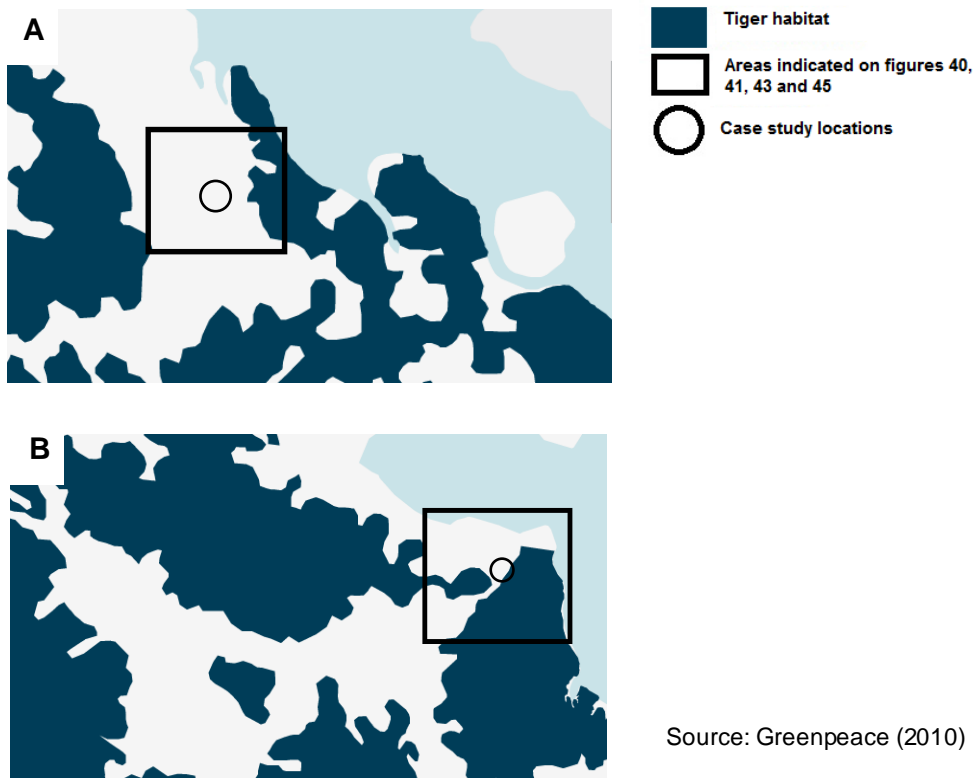 A
Tiger habitat
Areas indicated on figures 40,
41, 43 and 45
Case study locations
B
Source: Greenpeace (2010)